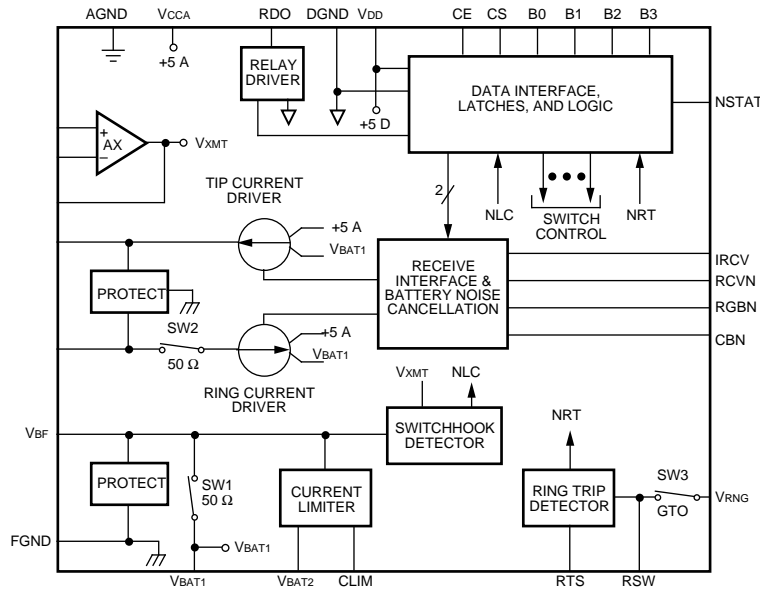 AGND VCCA RDO DGND VDD CE CS B0 B1 B2 B3
+5 A
RELAY
DRIVER
+5 D
DATA INTERFACE,
LATCHES, AND LOGIC
NSTAT
+
AX
−
VXMT
2
NLC
SWITCH
CONTROL
NRT
TIP CURRENT
DRIVER
+5 A
VBAT1
PROTECT
SW2
50 Ω
+5 A
VBAT1
RING CURRENT
DRIVER
RECEIVE
INTERFACE &
BATTERY NOISE
CANCELLATION
IRCV
RCVN
RGBN
CBN
VXMT
NLC
SWITCHHOOK
DETECTOR
VBF
PROTECT
SW1
50 Ω
CURRENT
LIMITER
NRT
RING TRIP
DETECTOR
SW3
GTO
VRNG
FGND
VBAT1
VBAT1 VBAT2 CLIM RTS RSW